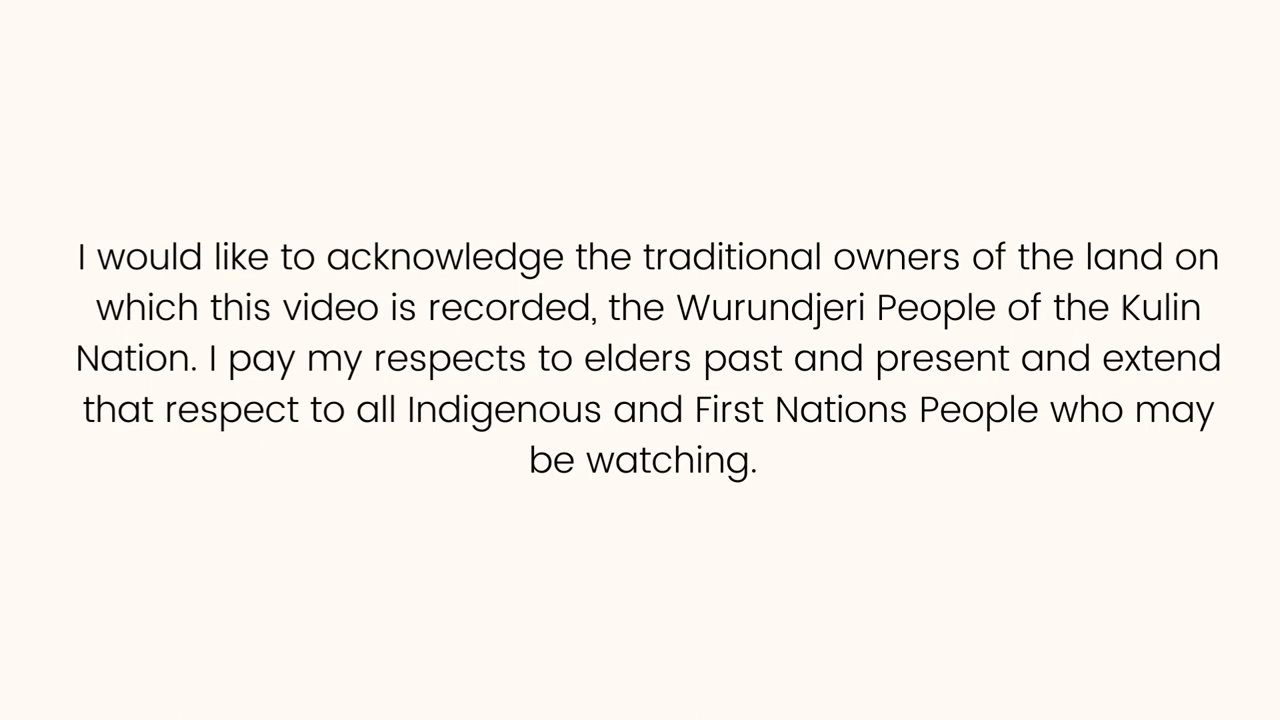 I would like to acknowledge the traditional owners of the land on
which this video is recorded, the Wurundjeri People of the Kulin
Nation. I pay my respects to elders past and present and extend
that respect to all Indigenous and First Nations People who may
be watching.